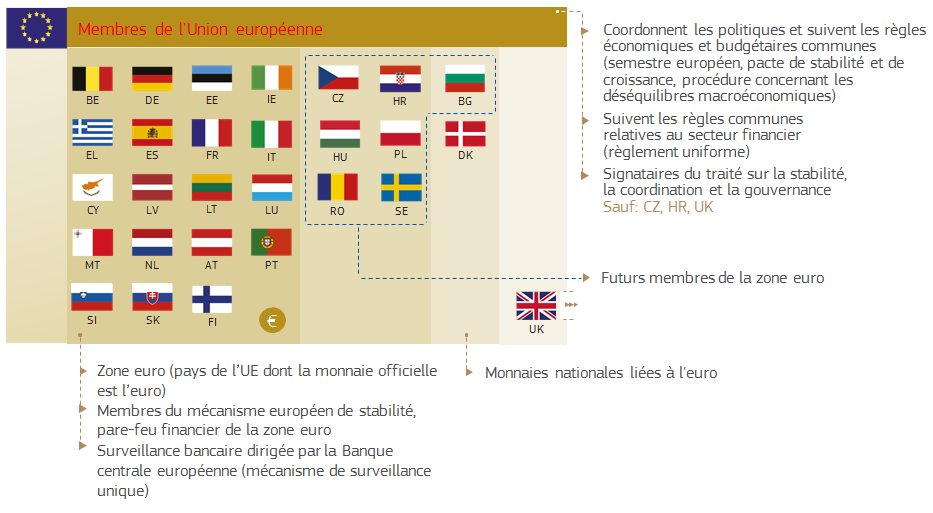 Membres de l'Union européenne
BE DE EE IE CZ HR BG
EL ES FR IT HU PL DK
CY LV LT LU RO SE
MT NL AT PT
SI SK FI € UK
Coordonnent les politiques et suivent les règles
économiques et budgétaires communes
(semestre européen, pacte de stabilité et de
croissance, procédure concernant les
déséquilibres macroéconomiques)
Suivent les règles communes
relatives au secteur financier
(règlement uniforme)
Signataires du traité sur la stabilité,
la coordination et la gouvernance
Sauf: CZ, HR, UK
Futurs membres de la zone euro
Zone euro (pays de l’UE dont la monnaie officielle
est l’euro)
Membres du mécanisme européen de stabilité,
pare-feu financier de la zone euro
Surveillance bancaire dirigée par la Banque
centrale européenne (mécanisme de surveillance
unique)
Monnaies nationales liées à l'euro